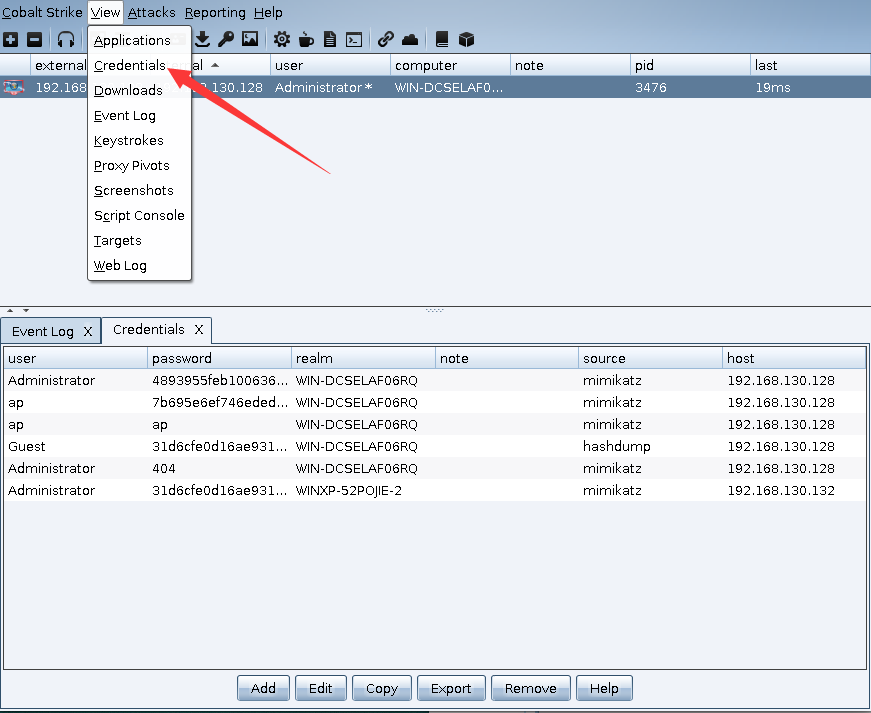 Cobalt Strike View Attacks Reporting Help
Applications
Credentials
Downloads
Event Log
Keystrokes
Proxy Pivots
Screenshots
Script Console
Targets
Web Log
external al user computer note pid last
192.168 .130.128 Administrator * WIN-DCSELAF0... 3476 19ms
Event Log X Credentials X
user password realm note source host
Administrator 4893955feb100636... WIN-DCSELAF06RQ mimikatz 192.168.130.128
ap 7b695e6ef746eded... WIN-DCSELAF06RQ mimikatz 192.168.130.128
ap ap WIN-DCSELAF06RQ mimikatz 192.168.130.128
Guest 31d6cfe0d16ae931... WIN-DCSELAF06RQ hashdump 192.168.130.128
Administrator 404 WIN-DCSELAF06RQ mimikatz 192.168.130.128
Administrator 31d6cfe0d16ae931... WINXP-52POJIE-2 mimikatz 192.168.130.132
Add Edit Copy Export Remove Help